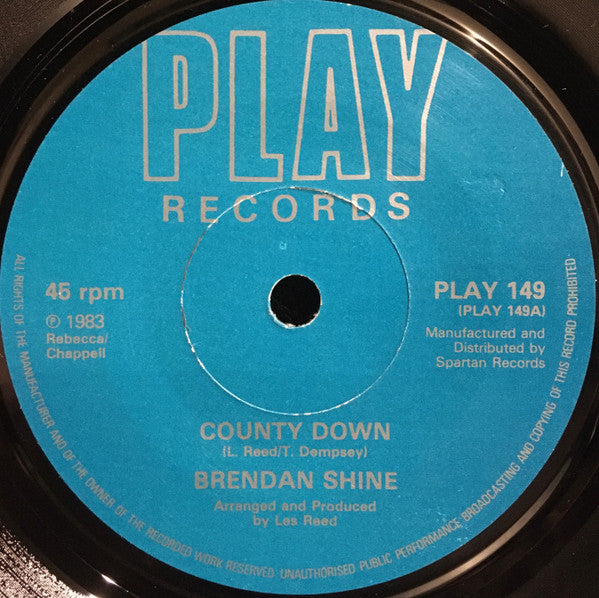 PLAY
RECORDS
45 rpm
℗ 1983
Rebecca/
Chappell
PLAY 149
(PLAY 149A)
Manufactured and
Distributed by
Spartan Records
COUNTY DOWN
(L. Reed/T. Dempsey)
BRENDAN SHINE
Arranged and Produced
by Les Reed
ALL RIGHTS OF THE MANUFACTURER AND OF THE OWNER OF THE RECORDED WORK RESERVED UNAUTHORISED PUBLIC PERFORMANCE BROADCASTING AND COPYING OF THIS RECORD PROHIBITED